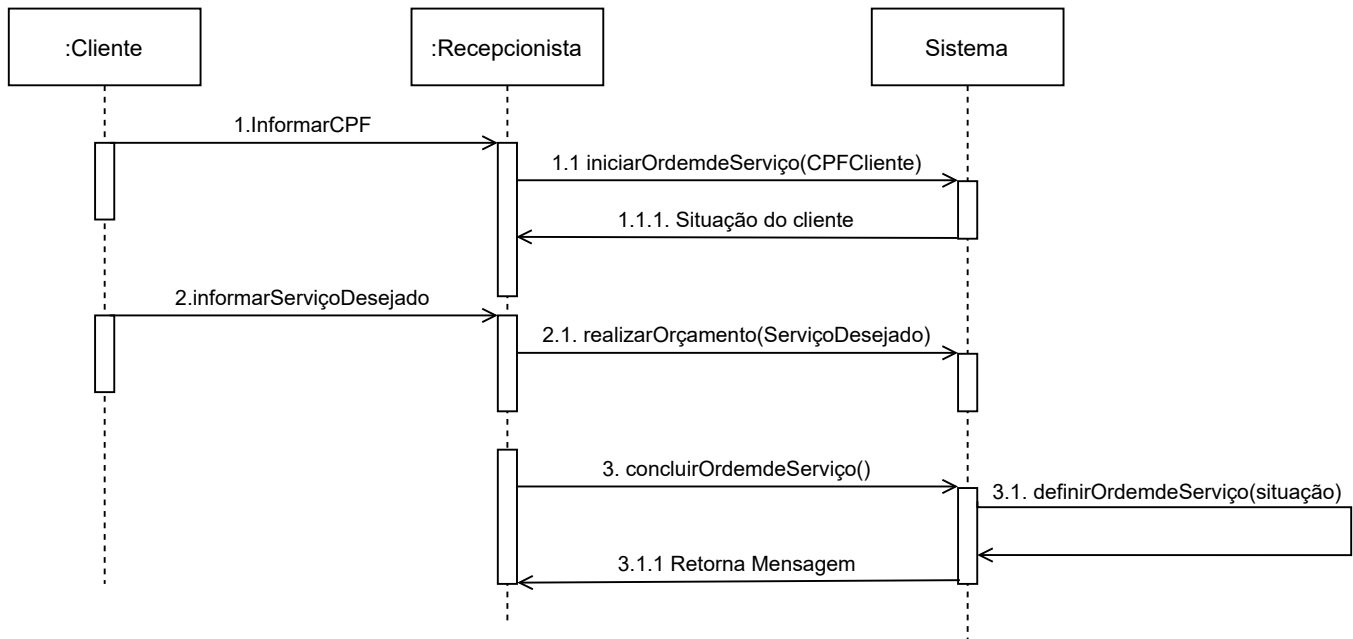 :Cliente
:Recepcionista
Sistema
1.InformarCPF
1.1 iniciarOrdemdeServiço(CPFCliente)
1.1.1. Situação do cliente
2.informarServiçoDesejado
2.1. realizarOrçamento(ServiçoDesejado)
3. concluirOrdemdeServiço()
3.1. definirOrdemdeServiço(situação)
3.1.1 Retorna Mensagem